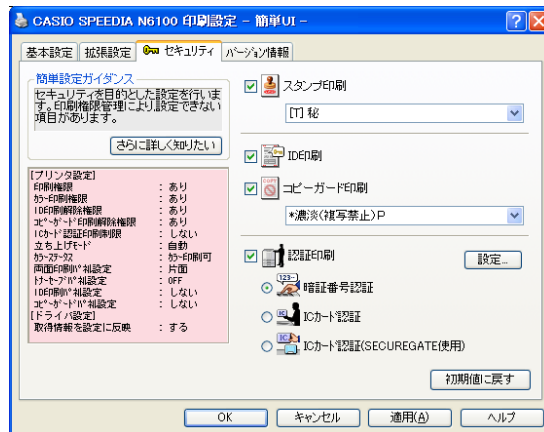 CASIO SPEEDIA N6100 印刷設定 - 簡単UI -
基本設定 拡張設定 セキュリティ バージョン情報
簡単設定ガイダンス
セキュリティを目的とした設定を行いま
す。印刷権限管理により設定できない
項目があります。
さらに詳しく知りたい
[プリンタ設定]
印刷権限 : あり
カラー印刷権限 : あり
ID印刷解除権限 : あり
コピーガード印刷解除権限 : あり
ICカード認証印刷制限 : しない
立ち上げモード : 自動
カラーステータス : カラー印刷可
両面印刷パネル設定 : 片面
トナーセーブパネル設定 : OFF
ID印刷パネル設定 : しない
コピーガードパネル設定 : しない
[ドライバ設定]
取得情報を設定に反映 : する
スタンプ印刷
[T] 秘
ID印刷
コピーガード印刷
*濃淡(複写禁止)P
認証印刷 設定...
暗証番号認証
ICカード認証
ICカード認証(SECUREGATE使用)
初期値に戻す
OK キャンセル 適用(A) ヘルプ